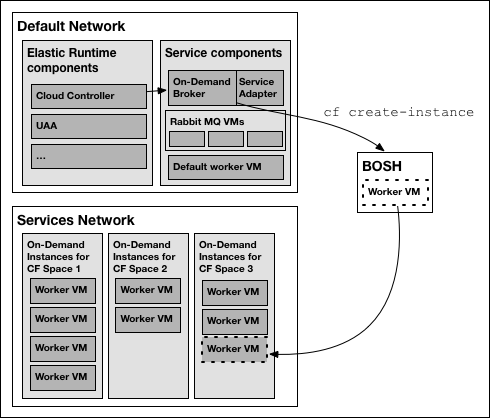 Default Network
Elastic Runtime
components
Cloud Controller
UAA
...
Service components
On-Demand
Broker
Service
Adapter
Rabbit MQ VMs
Default worker VM
cf create-instance
BOSH
Worker VM
Services Network
On-Demand
Instances for
CF Space 1
Worker VM
Worker VM
Worker VM
Worker VM
On-Demand
Instances for
CF Space 2
Worker VM
Worker VM
On-Demand
Instances for
CF Space 3
Worker VM
Worker VM
Worker VM